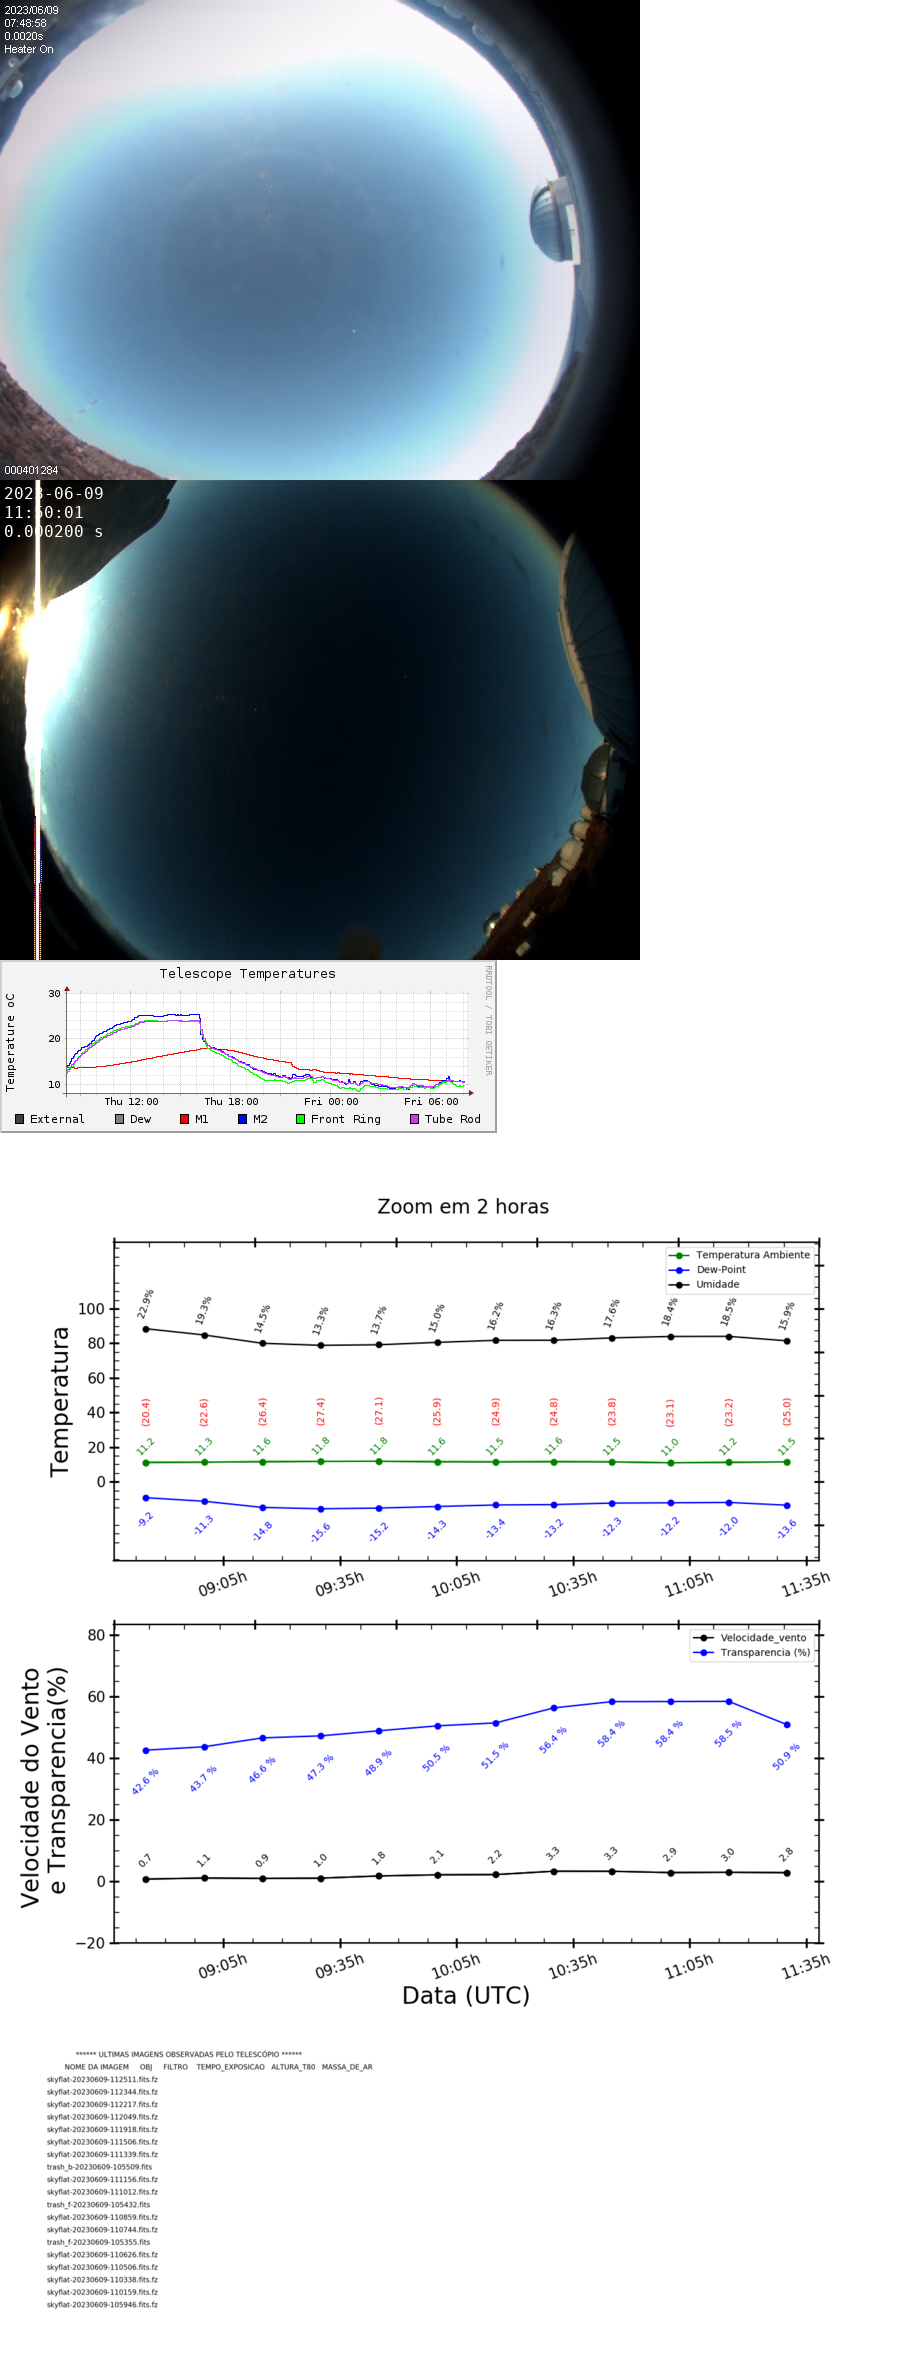 2023/06/09
07:48:58
0.0020s
Heater On
000401284
2023-06-09
11:50:01
0.000200 s
Telescope Temperatures
RRDTOOL / TOBI OETIKER
Temperature oC
30
20
10
Thu 12:00 Thu 18:00 Fri 00:00 Fri 06:00
External Dew M1 M2 Front Ring Tube Rod
Zoom em 2 horas
Temperatura
Temperatura Ambiente
Dew-Point
Umidade
100
80
60
40
20
0
22.9% 19.3% 14.5% 13.3% 13.7% 15.0% 16.2% 16.3% 17.6% 18.4% 18.5% 15.9%
(20.4) (22.6) (26.4) (27.4) (27.1) (25.9) (24.9) (24.8) (23.8) (23.1) (23.2) (25.0)
11.2 11.3 11.6 11.8 11.8 11.6 11.5 11.6 11.5 11.0 11.2 11.5
-9.2 -11.3 -14.8 -15.6 -15.2 -14.3 -13.4 -13.2 -12.3 -12.2 -12.0 -13.6
09:05h 09:35h 10:05h 10:35h 11:05h 11:35h
Velocidade do Vento
e Transparencia(%)
Velocidade_vento
Transparencia (%)
80
60
40
20
0
−20
42.6 % 43.7 % 46.6 % 47.3 % 48.9 % 50.5 % 51.5 % 56.4 % 58.4 % 58.4 % 58.5 % 50.9 %
0.7 1.1 0.9 1.0 1.8 2.1 2.2 3.3 3.3 2.9 3.0 2.8
09:05h 09:35h 10:05h 10:35h 11:05h 11:35h
Data (UTC)
****** ULTIMAS IMAGENS OBSERVADAS PELO TELESCÓPIO ******
NOME DA IMAGEM OBJ FILTRO TEMPO_EXPOSICAO ALTURA_T80 MASSA_DE_AR
skyflat-20230609-112511.fits.fz
skyflat-20230609-112344.fits.fz
skyflat-20230609-112217.fits.fz
skyflat-20230609-112049.fits.fz
skyflat-20230609-111918.fits.fz
skyflat-20230609-111506.fits.fz
skyflat-20230609-111339.fits.fz
trash_b-20230609-105509.fits
skyflat-20230609-111156.fits.fz
skyflat-20230609-111012.fits.fz
trash_f-20230609-105432.fits
skyflat-20230609-110859.fits.fz
skyflat-20230609-110744.fits.fz
trash_f-20230609-105355.fits
skyflat-20230609-110626.fits.fz
skyflat-20230609-110506.fits.fz
skyflat-20230609-110338.fits.fz
skyflat-20230609-110159.fits.fz
skyflat-20230609-105946.fits.fz